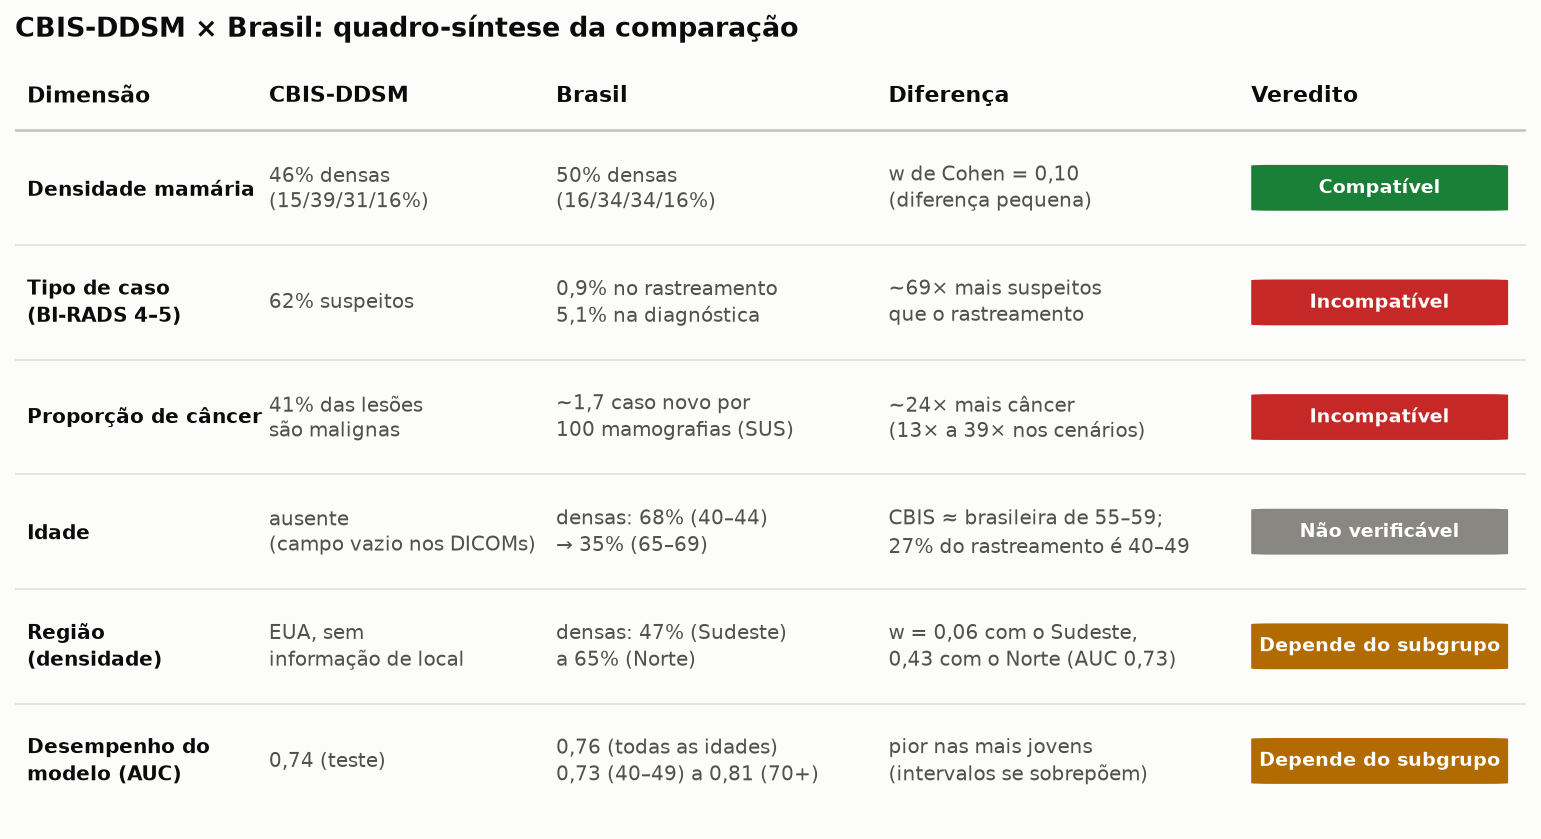 CBIS-DDSM × Brasil: quadro-síntese da comparação
Dimensão CBIS-DDSM Brasil Diferença Veredito
Densidade mamária
46% densas
(15/39/31/16%)
50% densas
(16/34/34/16%)
w de Cohen = 0,10
(diferença pequena)
Compatível
Tipo de caso
(BI-RADS 4–5)
62% suspeitos
0,9% no rastreamento
5,1% na diagnóstica
~69× mais suspeitos
que o rastreamento
Incompatível
Proporção de câncer
41% das lesões
são malignas
~1,7 caso novo por
100 mamografias (SUS)
~24× mais câncer
(13× a 39× nos cenários)
Incompatível
Idade
ausente
(campo vazio nos DICOMs)
densas: 68% (40–44)
→ 35% (65–69)
CBIS ≈ brasileira de 55–59;
27% do rastreamento é 40–49
Não verificável
Região
(densidade)
EUA, sem
informação de local
densas: 47% (Sudeste)
a 65% (Norte)
w = 0,06 com o Sudeste,
0,43 com o Norte (AUC 0,73)
Depende do subgrupo
Desempenho do
modelo (AUC)
0,74 (teste)
0,76 (todas as idades)
0,73 (40–49) a 0,81 (70+)
pior nas mais jovens
(intervalos se sobrepõem)
Depende do subgrupo